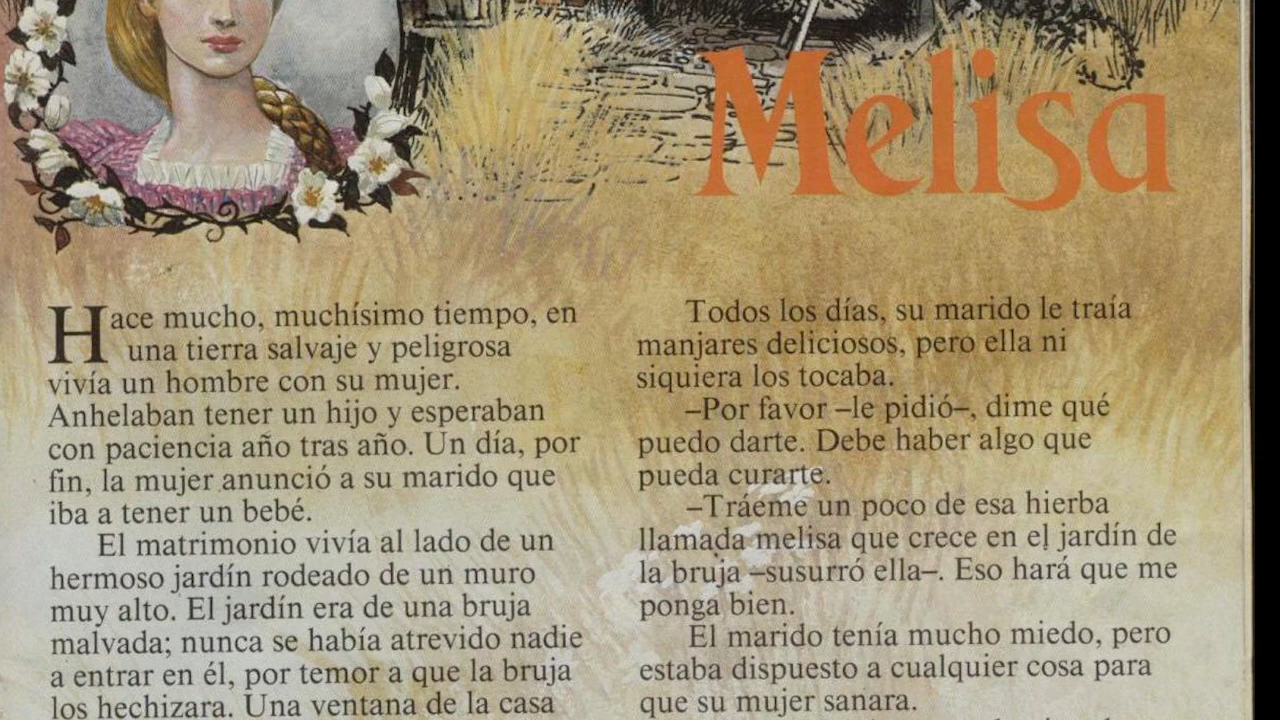 Melisa
Hace mucho, muchísimo tiempo, en
una tierra salvaje y peligrosa
vivía un hombre con su mujer.
Anhelaban tener un hijo y esperaban
con paciencia año tras año. Un día, por
fin, la mujer anunció a su marido que
iba a tener un bebé.
El matrimonio vivía al lado de un
hermoso jardín rodeado de un muro
muy alto. El jardín era de una bruja
malvada; nunca se había atrevido nadie
a entrar en él, por temor a que la bruja
los hechizara. Una ventana de la casa
Todos los días, su marido le traía
manjares deliciosos, pero ella ni
siquiera los tocaba.
–Por favor –le pidió–, dime qué
puedo darte. Debe haber algo que
pueda curarte.
–Tráeme un poco de esa hierba
llamada melisa que crece en el jardín de
la bruja –susurró ella–. Eso hará que me
ponga bien.
El marido tenía mucho miedo, pero
estaba dispuesto a cualquier cosa para
que su mujer sanara.